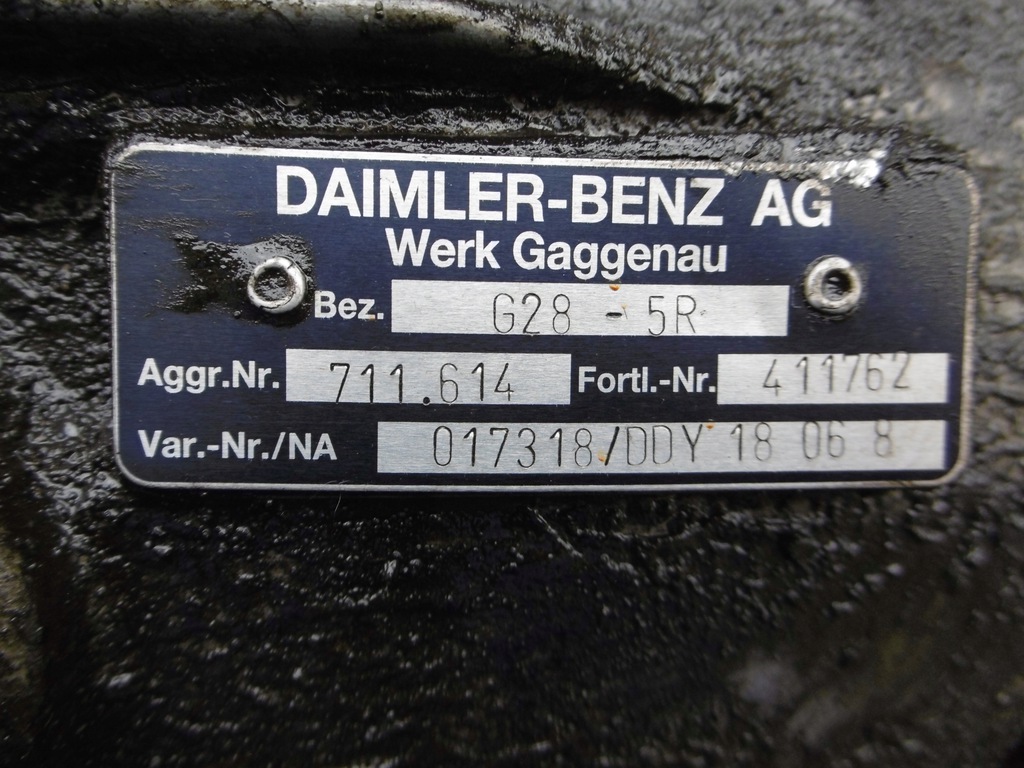 DAIMLER-BENZ AG
Werk Gaggenau
Bez. G28 - 5R
Aggr.Nr. 711.614 Fortl.-Nr. 411762
Var.-Nr./NA 017318/DDY 18 06 8